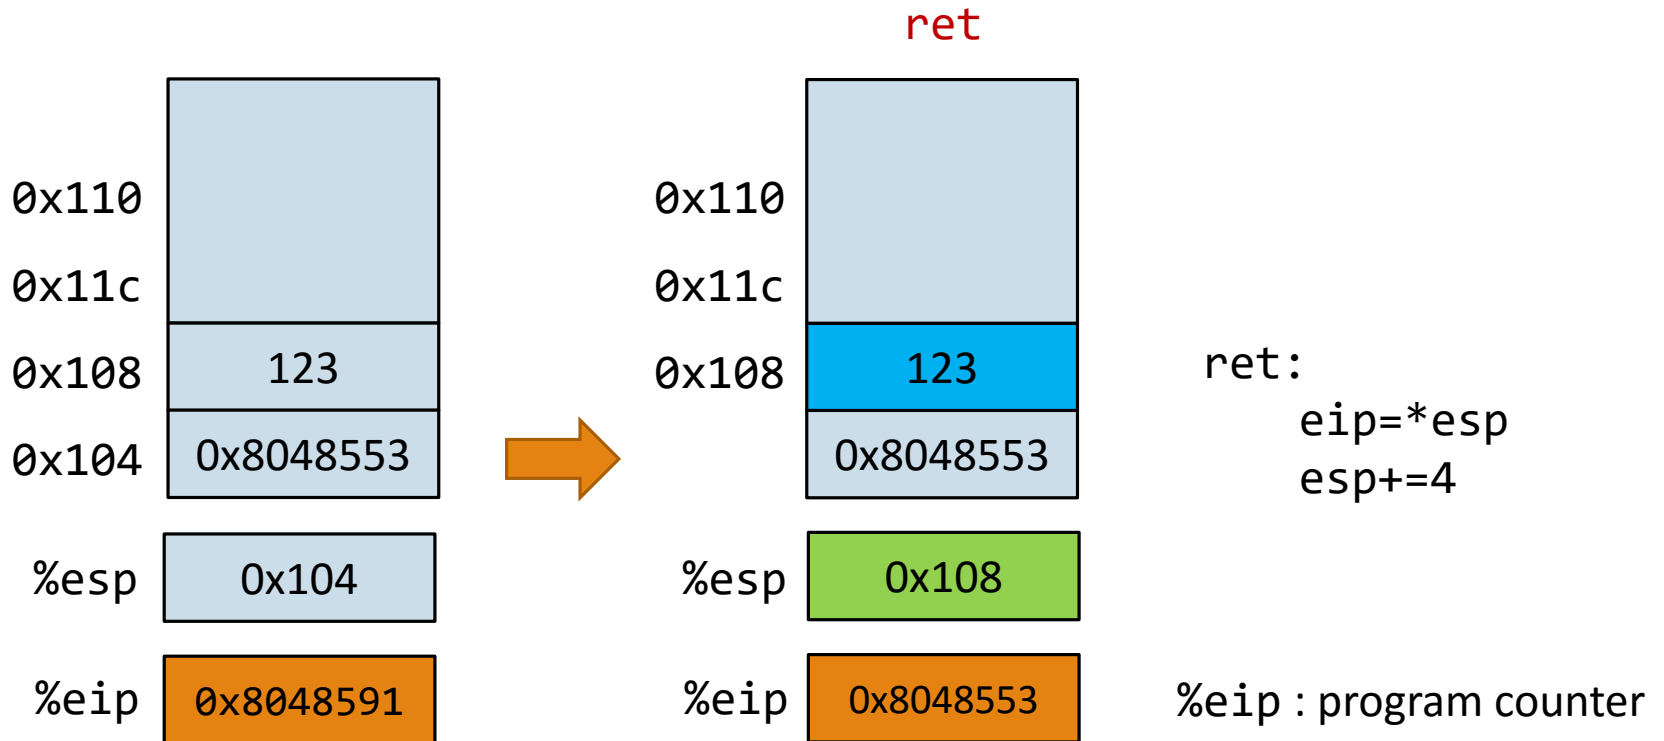 ret
0x110
0x11c
0x108 123
0x104 0x8048553
%esp 0x104
%eip 0x8048591
0x110
0x11c
0x108 123
0x8048553
%esp 0x108
%eip 0x8048553
ret:
eip=*esp
esp+=4
%eip : program counter